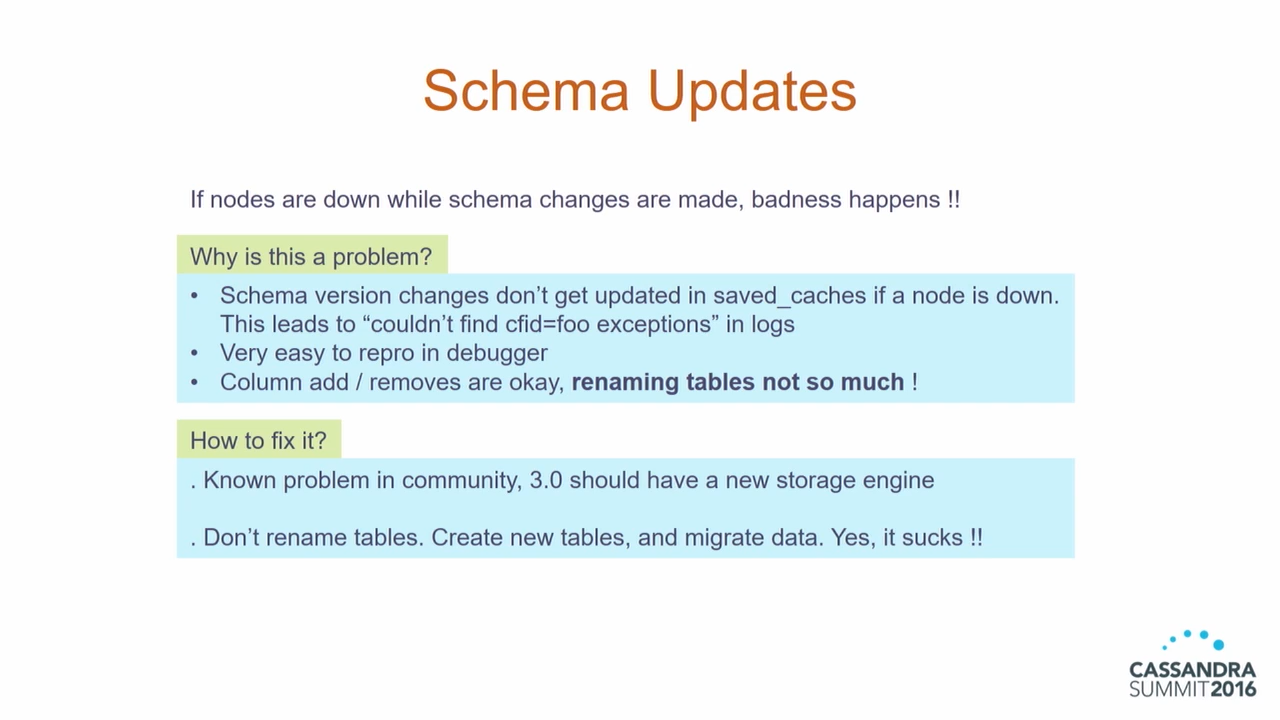 Schema Updates
If nodes are down while schema changes are made, badness happens !!
Why is this a problem?
• Schema version changes don’t get updated in saved_caches if a node is down.
This leads to “couldn’t find cfid=foo exceptions” in logs
• Very easy to repro in debugger
• Column add / removes are okay, renaming tables not so much !
How to fix it?
. Known problem in community, 3.0 should have a new storage engine
. Don’t rename tables. Create new tables, and migrate data. Yes, it sucks !!
CASSANDRA
SUMMIT2016